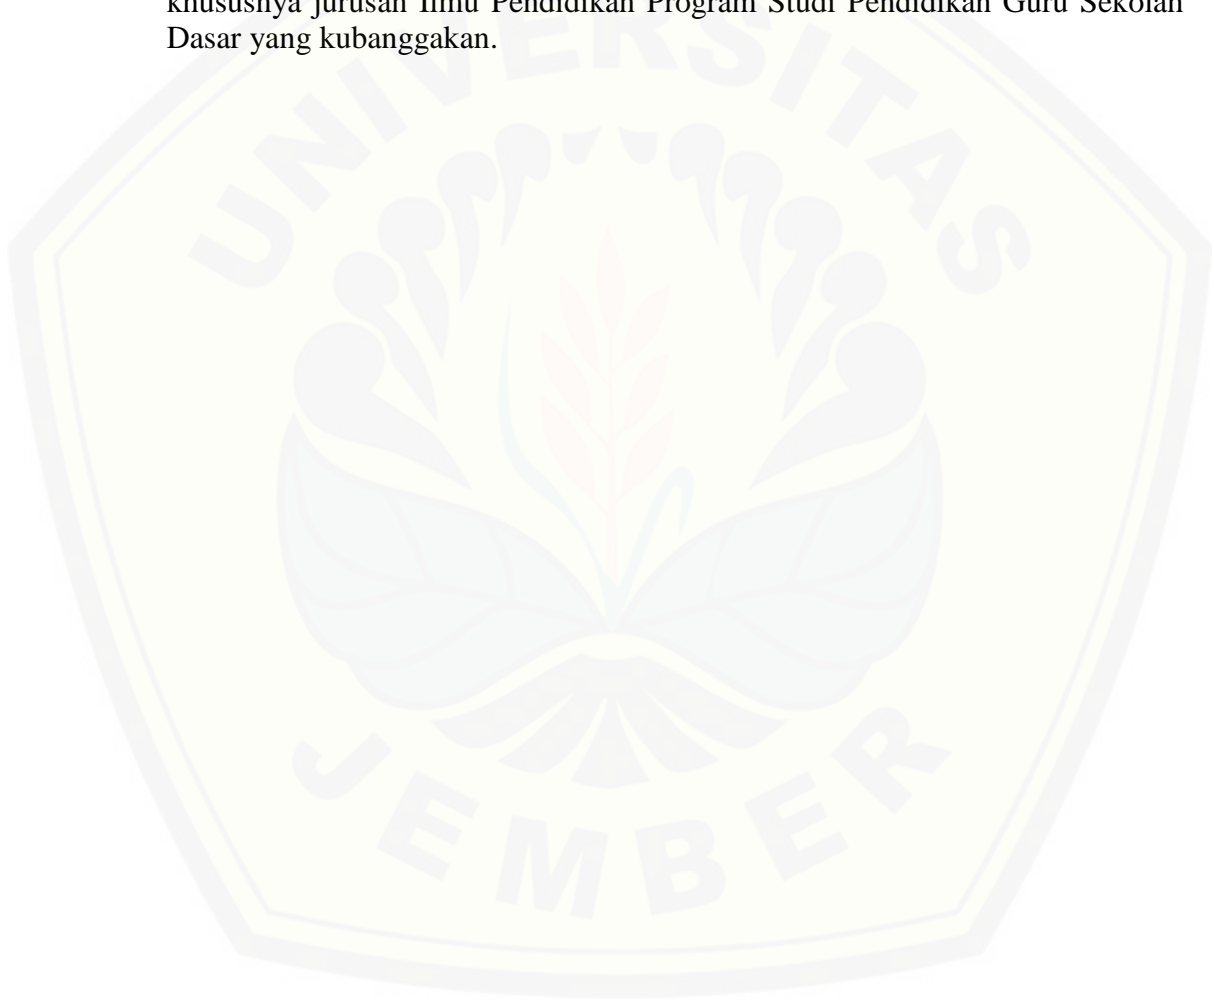 khususnya jurusan Ilmu Pendidikan Program Studi Pendidikan Guru Sekolah
Dasar yang kubanggakan.
UNIVERSITAS
JEMBER